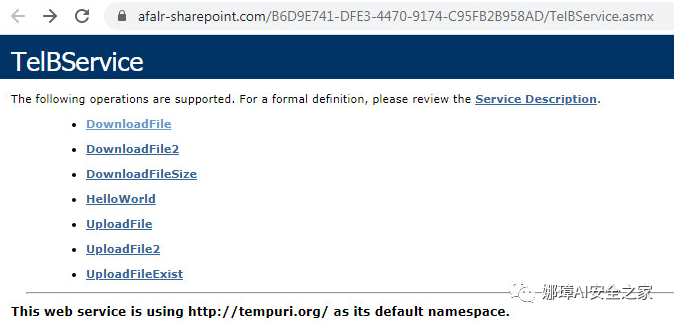 afalr-sharepoint.com/B6D9E741-DFE3-4470-9174-C95FB2B958AD/TelBService.asmx
TelBService
The following operations are supported. For a formal definition, please review the Service Description.
DownloadFile
DownloadFile2
DownloadFileSize
HelloWorld
UploadFile
UploadFile2
UploadFileExist
娜璋AI安全之家
This web service is using http://tempuri.org/ as its default namespace.